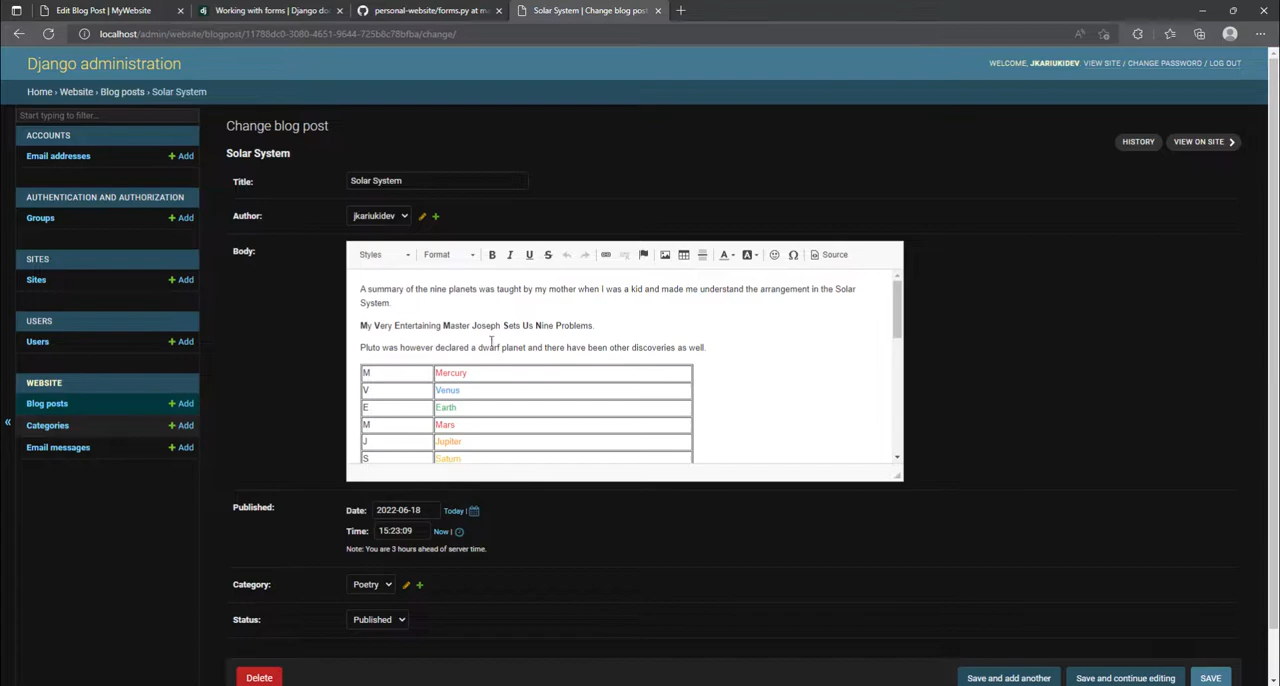 Edit Blog Post | MyWebsite
Working with forms | Django do
personal-website/forms.py at m
Solar System | Change blog post
localhost/admin/website/blogpost/11788dc0-3080-4651-9644-725b8c78bfba/change/
Django administration
WELCOME, JKARIUKIDEV. VIEW SITE / CHANGE PASSWORD / LOG OUT
Home › Website › Blog posts › Solar System
Start typing to filter...
ACCOUNTS
Email addresses + Add
AUTHENTICATION AND AUTHORIZATION
Groups + Add
SITES
Sites + Add
USERS
Users + Add
WEBSITE
Blog posts + Add
Categories + Add
Email messages + Add
«
Change blog post
HISTORY
VIEW ON SITE
Solar System
Title: Solar System
Author: jkariukidev
Body:
Styles Format B I U S A A Ω Source
A summary of the nine planets was taught by my mother when I was a kid and made me understand the arrangement in the Solar
System.
My Very Entertaining Master Joseph Sets Us Nine Problems.
Pluto was however declared a dwarf planet and there have been other discoveries as well.
M Mercury
V Venus
E Earth
M Mars
J Jupiter
S Saturn
Published:
Date: 2022-06-18 Today |
Time: 15:23:09 Now |
Note: You are 3 hours ahead of server time.
Category: Poetry
Status: Published
Delete
Save and add another
Save and continue editing
SAVE